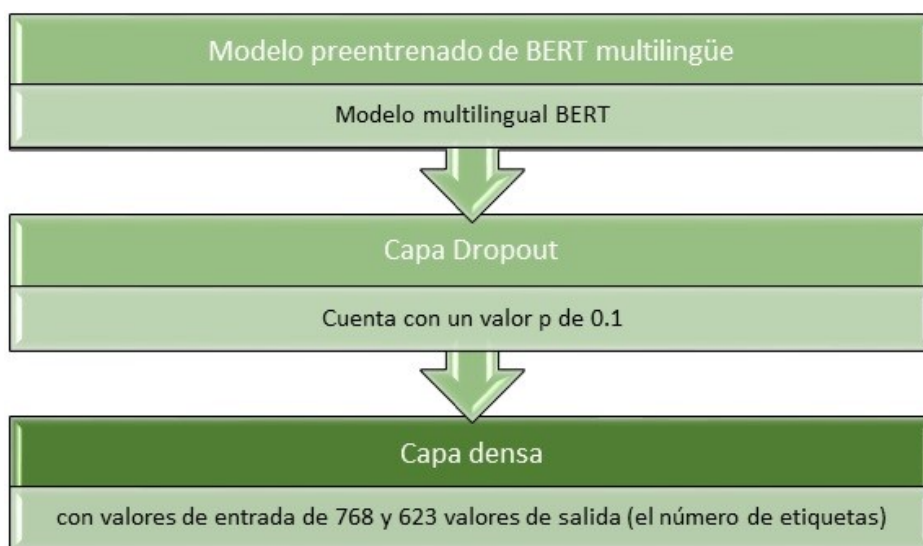 Modelo preentrenado de BERT multilingüe
Modelo multilingual BERT
Capa Dropout
Cuenta con un valor p de 0.1
Capa densa
con valores de entrada de 768 y 623 valores de salida (el número de etiquetas)